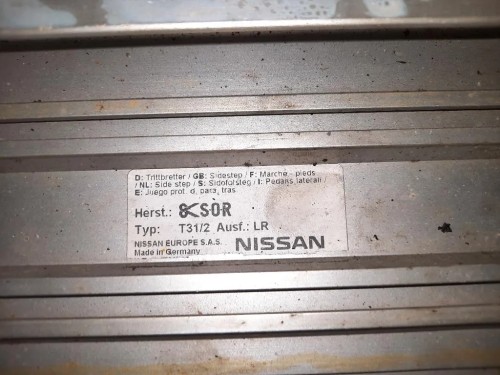 D: Trittbretter / GB: Sidestep / F: Marche - pieds
/ NL: Side step / S: Sidofotsteg / I: Pedans laterali /
E: Juego prot. d. para. tras
Herst.: SOR
Typ: T31/2 Ausf.: LR
NISSAN EUROPE S.A.S. NISSAN
Made in Germany